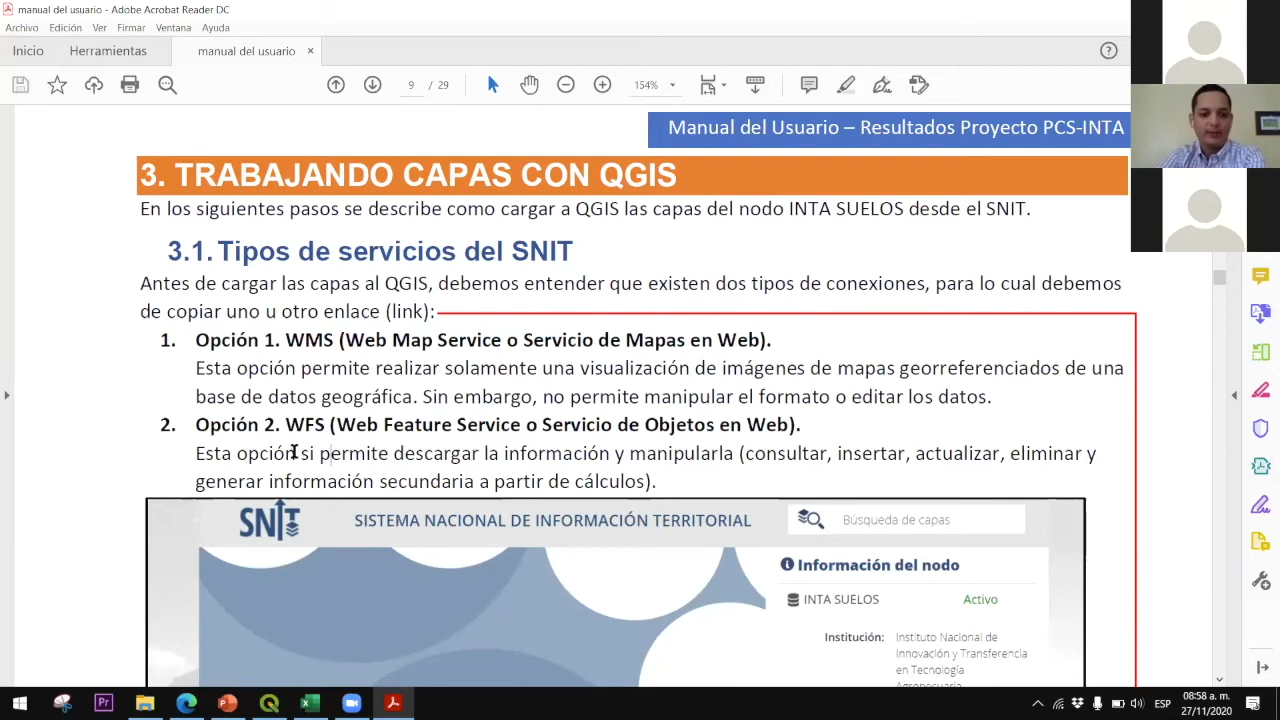 manual del usuario - Adobe Acrobat Reader DC
Archivo Edición Ver Firmar Ventana Ayuda
Inicio Herramientas manual del usuario ×
9 / 29 154%
Manual del Usuario – Resultados Proyecto PCS-INTA
3. TRABAJANDO CAPAS CON QGIS
En los siguientes pasos se describe como cargar a QGIS las capas del nodo INTA SUELOS desde el SNIT.
3.1. Tipos de servicios del SNIT
Antes de cargar las capas al QGIS, debemos entender que existen dos tipos de conexiones, para lo cual debemos
de copiar uno u otro enlace (link):
1. Opción 1. WMS (Web Map Service o Servicio de Mapas en Web).
Esta opción permite realizar solamente una visualización de imágenes de mapas georreferenciados de una
base de datos geográfica. Sin embargo, no permite manipular el formato o editar los datos.
2. Opción 2. WFS (Web Feature Service o Servicio de Objetos en Web).
Esta opción si permite descargar la información y manipularla (consultar, insertar, actualizar, eliminar y
generar información secundaria a partir de cálculos).
SNIT SISTEMA NACIONAL DE INFORMACIÓN TERRITORIAL Búsqueda de capas
Información del nodo
INTA SUELOS Activo
Institución: Instituto Nacional de
Innovación y Transferencia
en Tecnología
Agropecuaria
08:58 a. m.
ESP
27/11/2020